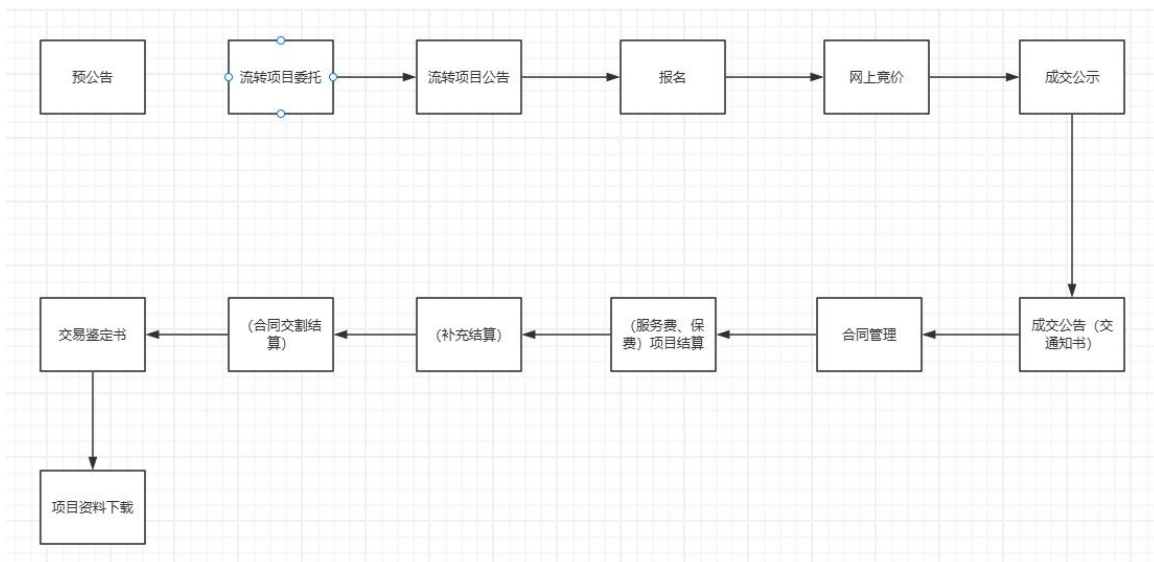 预公告
流转项目委托
流转项目公告
报名
网上竞价
成交公示
交易鉴定书
（合同交割结
算）
（补充结算）
（服务费、保
费）项目结算
合同管理
成交公告（交
通知书）
项目资料下载